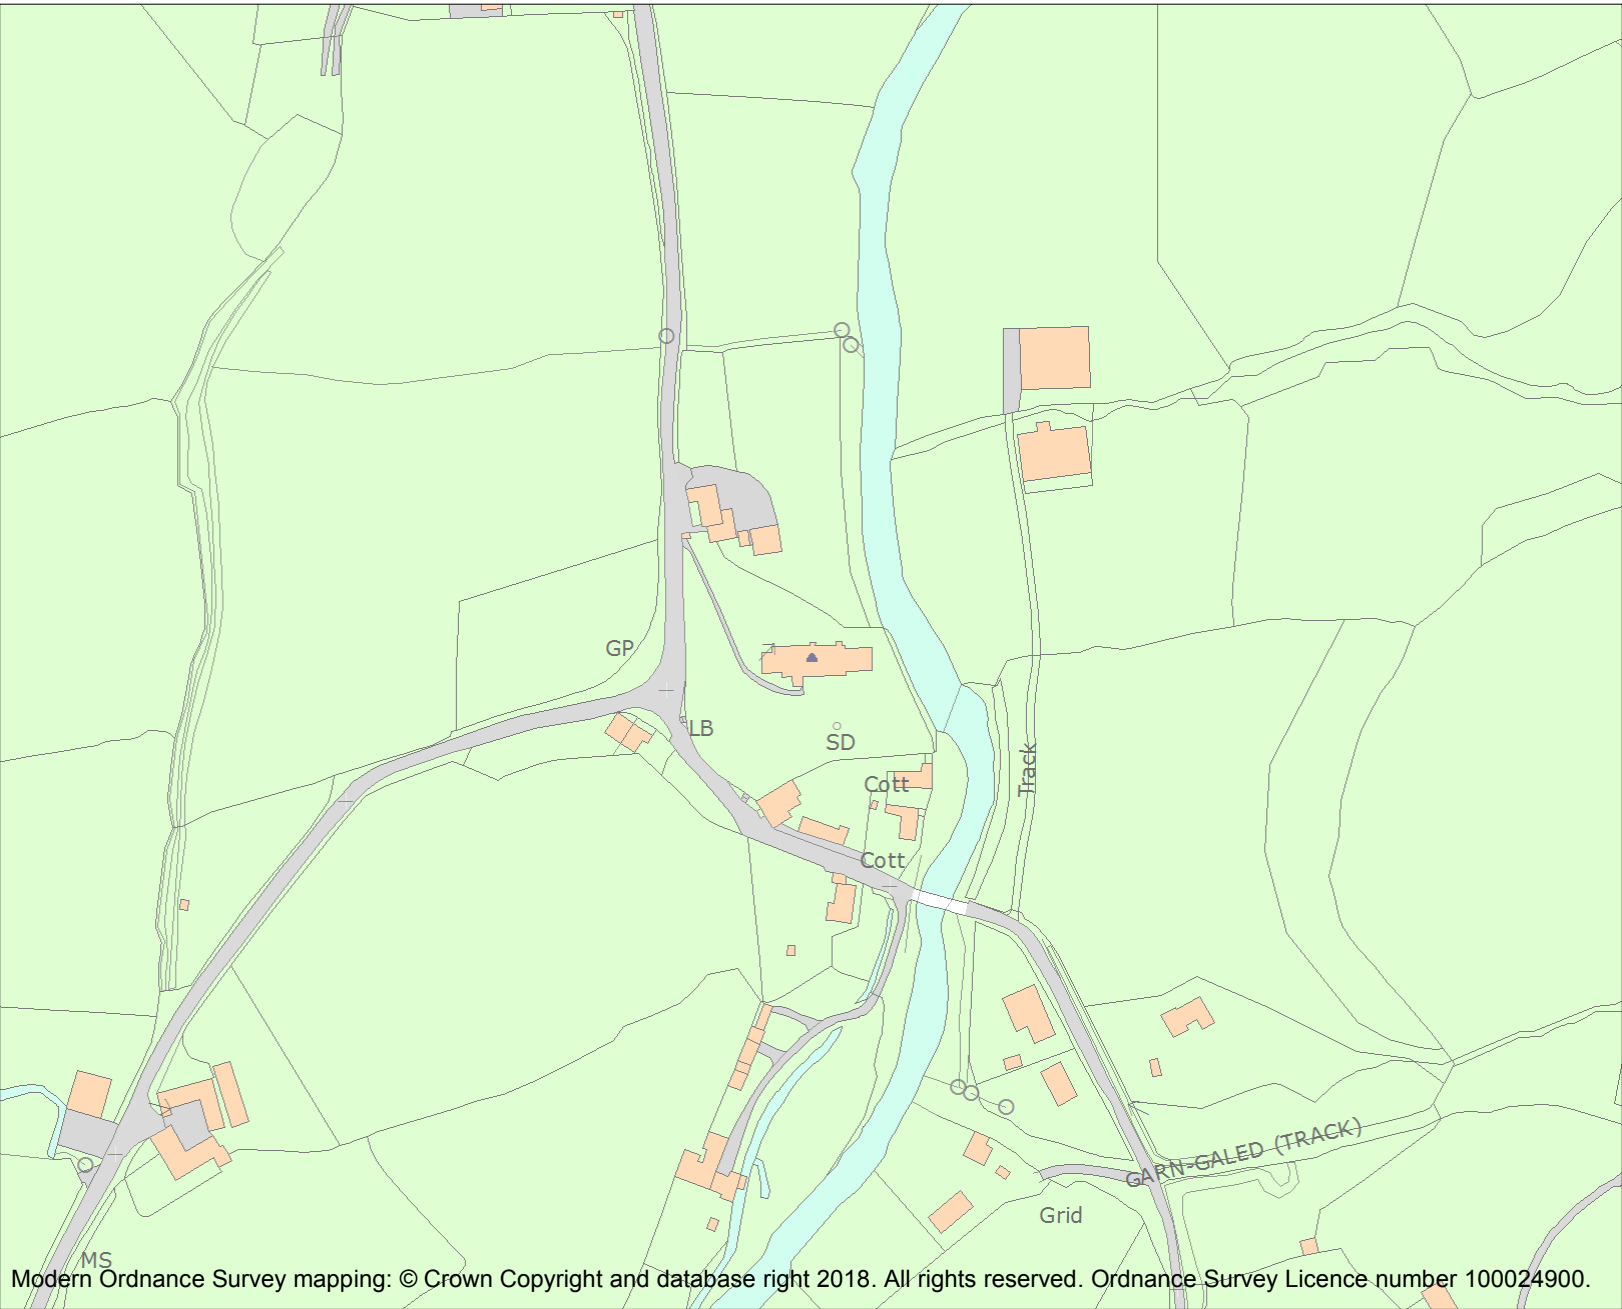 GP
LB
SD
Cott
Track
Cott
GARN-GALED (TRACK)
Grid
MS
Modern Ordnance Survey mapping: © Crown Copyright and database right 2018. All rights reserved. Ordnance Survey Licence number 100024900.